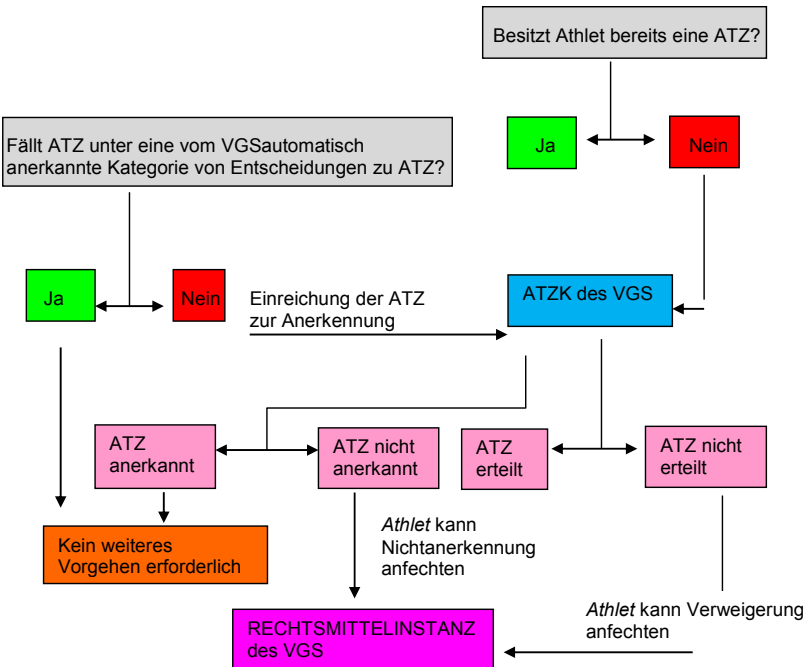 Besitzt Athlet bereits eine ATZ?
Ja
Nein
Fällt ATZ unter eine vom VGSautomatisch
anerkannte Kategorie von Entscheidungen zu ATZ?
Ja
Nein
Einreichung der ATZ
zur Anerkennung
ATZK des VGS
ATZ
anerkannt
ATZ nicht
anerkannt
ATZ
erteilt
ATZ nicht
erteilt
Kein weiteres
Vorgehen erforderlich
Athlet kann
Nichtanerkennung
anfechten
Athlet kann Verweigerung
anfechten
RECHTSMITTELINSTANZ
des VGS